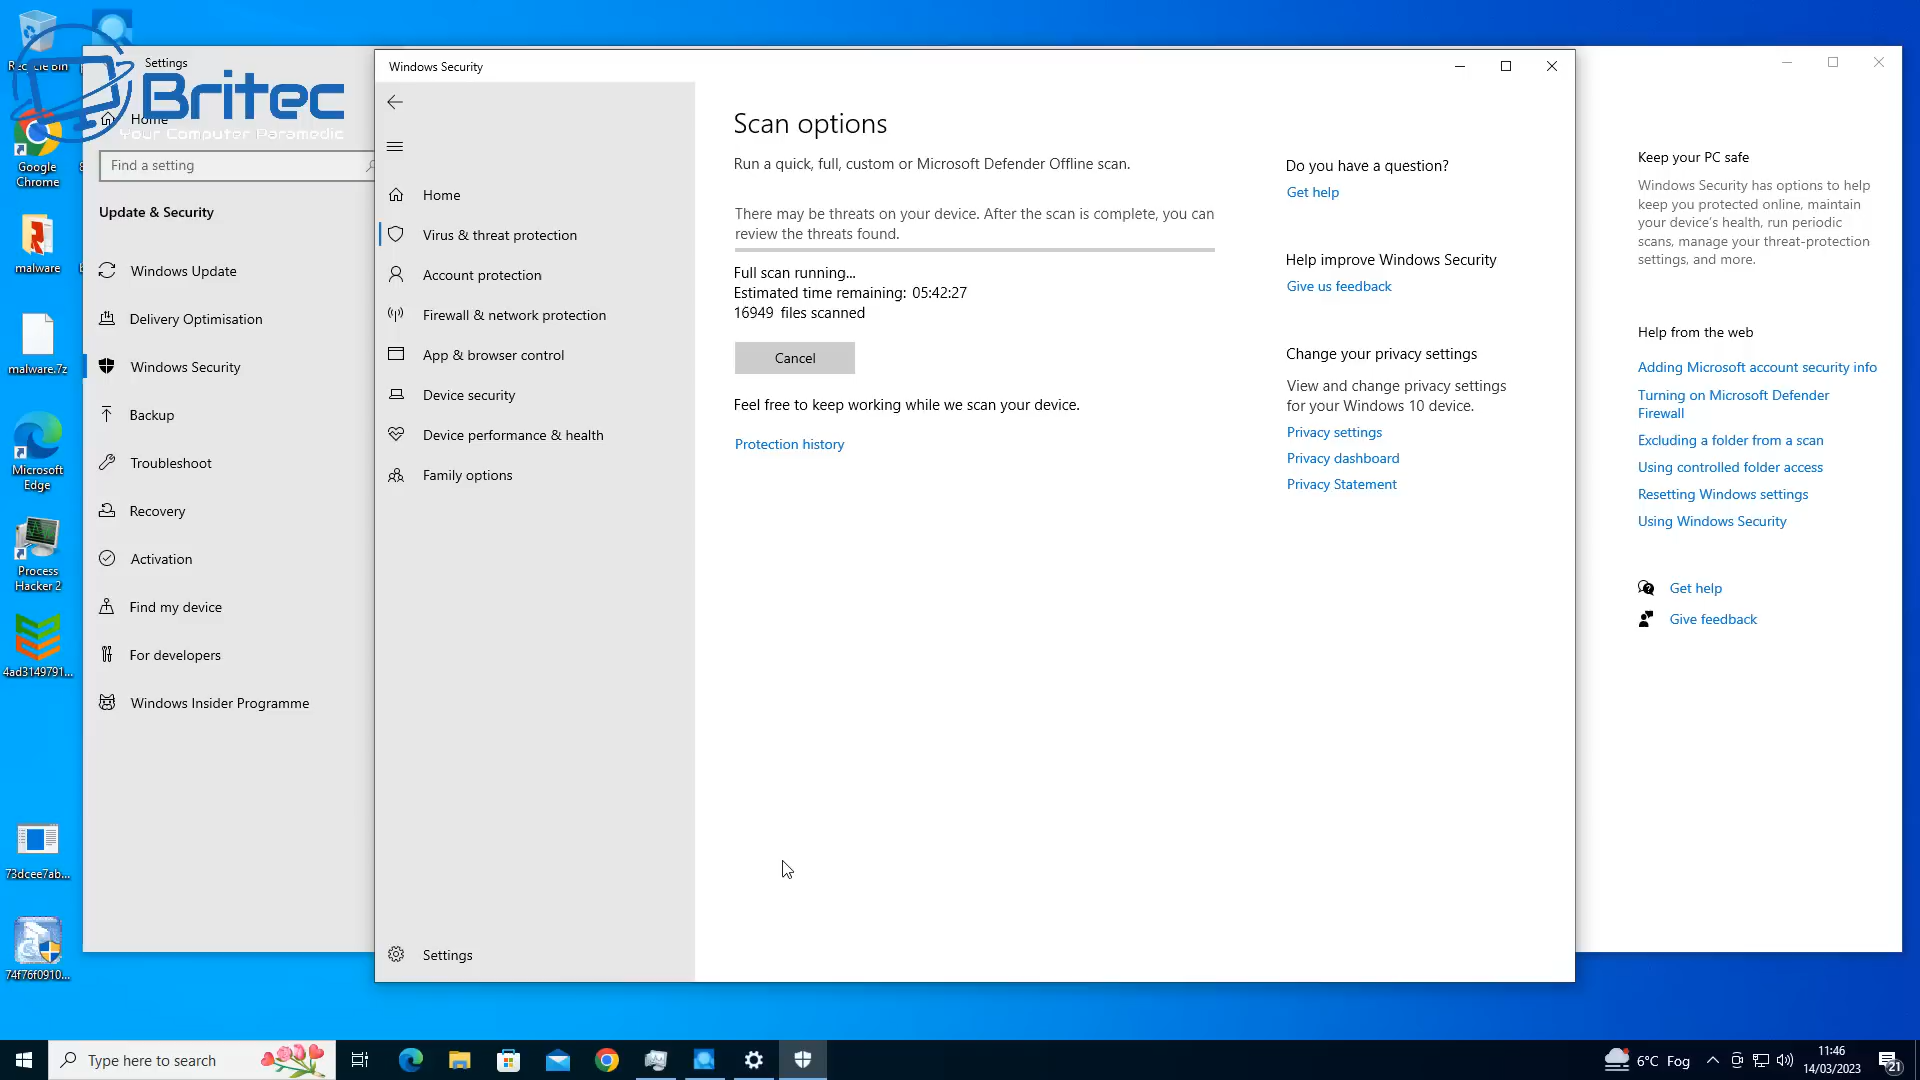 Recycle Bin
Google
Chrome
malware
malware.7z
Microsoft
Edge
Process
Hacker 2
4ad3149791...
73dcee7ab...
74f76f0910...
Britec
Your Computer Paramedic
Settings
Home
Find a setting
Update & Security
Windows Update
Delivery Optimisation
Windows Security
Backup
Troubleshoot
Recovery
Activation
Find my device
For developers
Windows Insider Programme
Windows Security
Home
Virus & threat protection
Account protection
Firewall & network protection
App & browser control
Device security
Device performance & health
Family options
Settings
Scan options
Run a quick, full, custom or Microsoft Defender Offline scan.
There may be threats on your device. After the scan is complete, you can
review the threats found.
Full scan running...
Estimated time remaining: 05:42:27
16949 files scanned
Cancel
Feel free to keep working while we scan your device.
Protection history
Do you have a question?
Get help
Help improve Windows Security
Give us feedback
Change your privacy settings
View and change privacy settings
for your Windows 10 device.
Privacy settings
Privacy dashboard
Privacy Statement
Keep your PC safe
Windows Security has options to help
keep you protected online, maintain
your device's health, run periodic
scans, manage your threat-protection
settings, and more.
Help from the web
Adding Microsoft account security info
Turning on Microsoft Defender
Firewall
Excluding a folder from a scan
Using controlled folder access
Resetting Windows settings
Using Windows Security
Get help
Give feedback
Type here to search
6°C Fog
11:46
14/03/2023
21